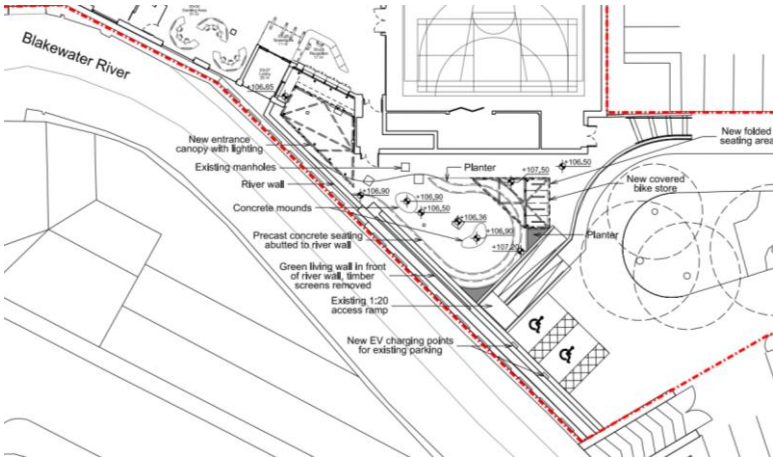 Blakewater River
+106.65
New entrance
canopy with lighting
Existing manholes
River wall
Concrete mounds
Precast concrete seating
abutted to river wall
Green living wall in front
of river wall, timber
screens removed
Existing 1:20
access ramp
New EV charging points
for existing parking
Planter
+106,50
+107,50
+106,90
+106,90
+106,50
+106,36
+106,90
+107,20
New folded
seating area
New covered
bike store
Planter